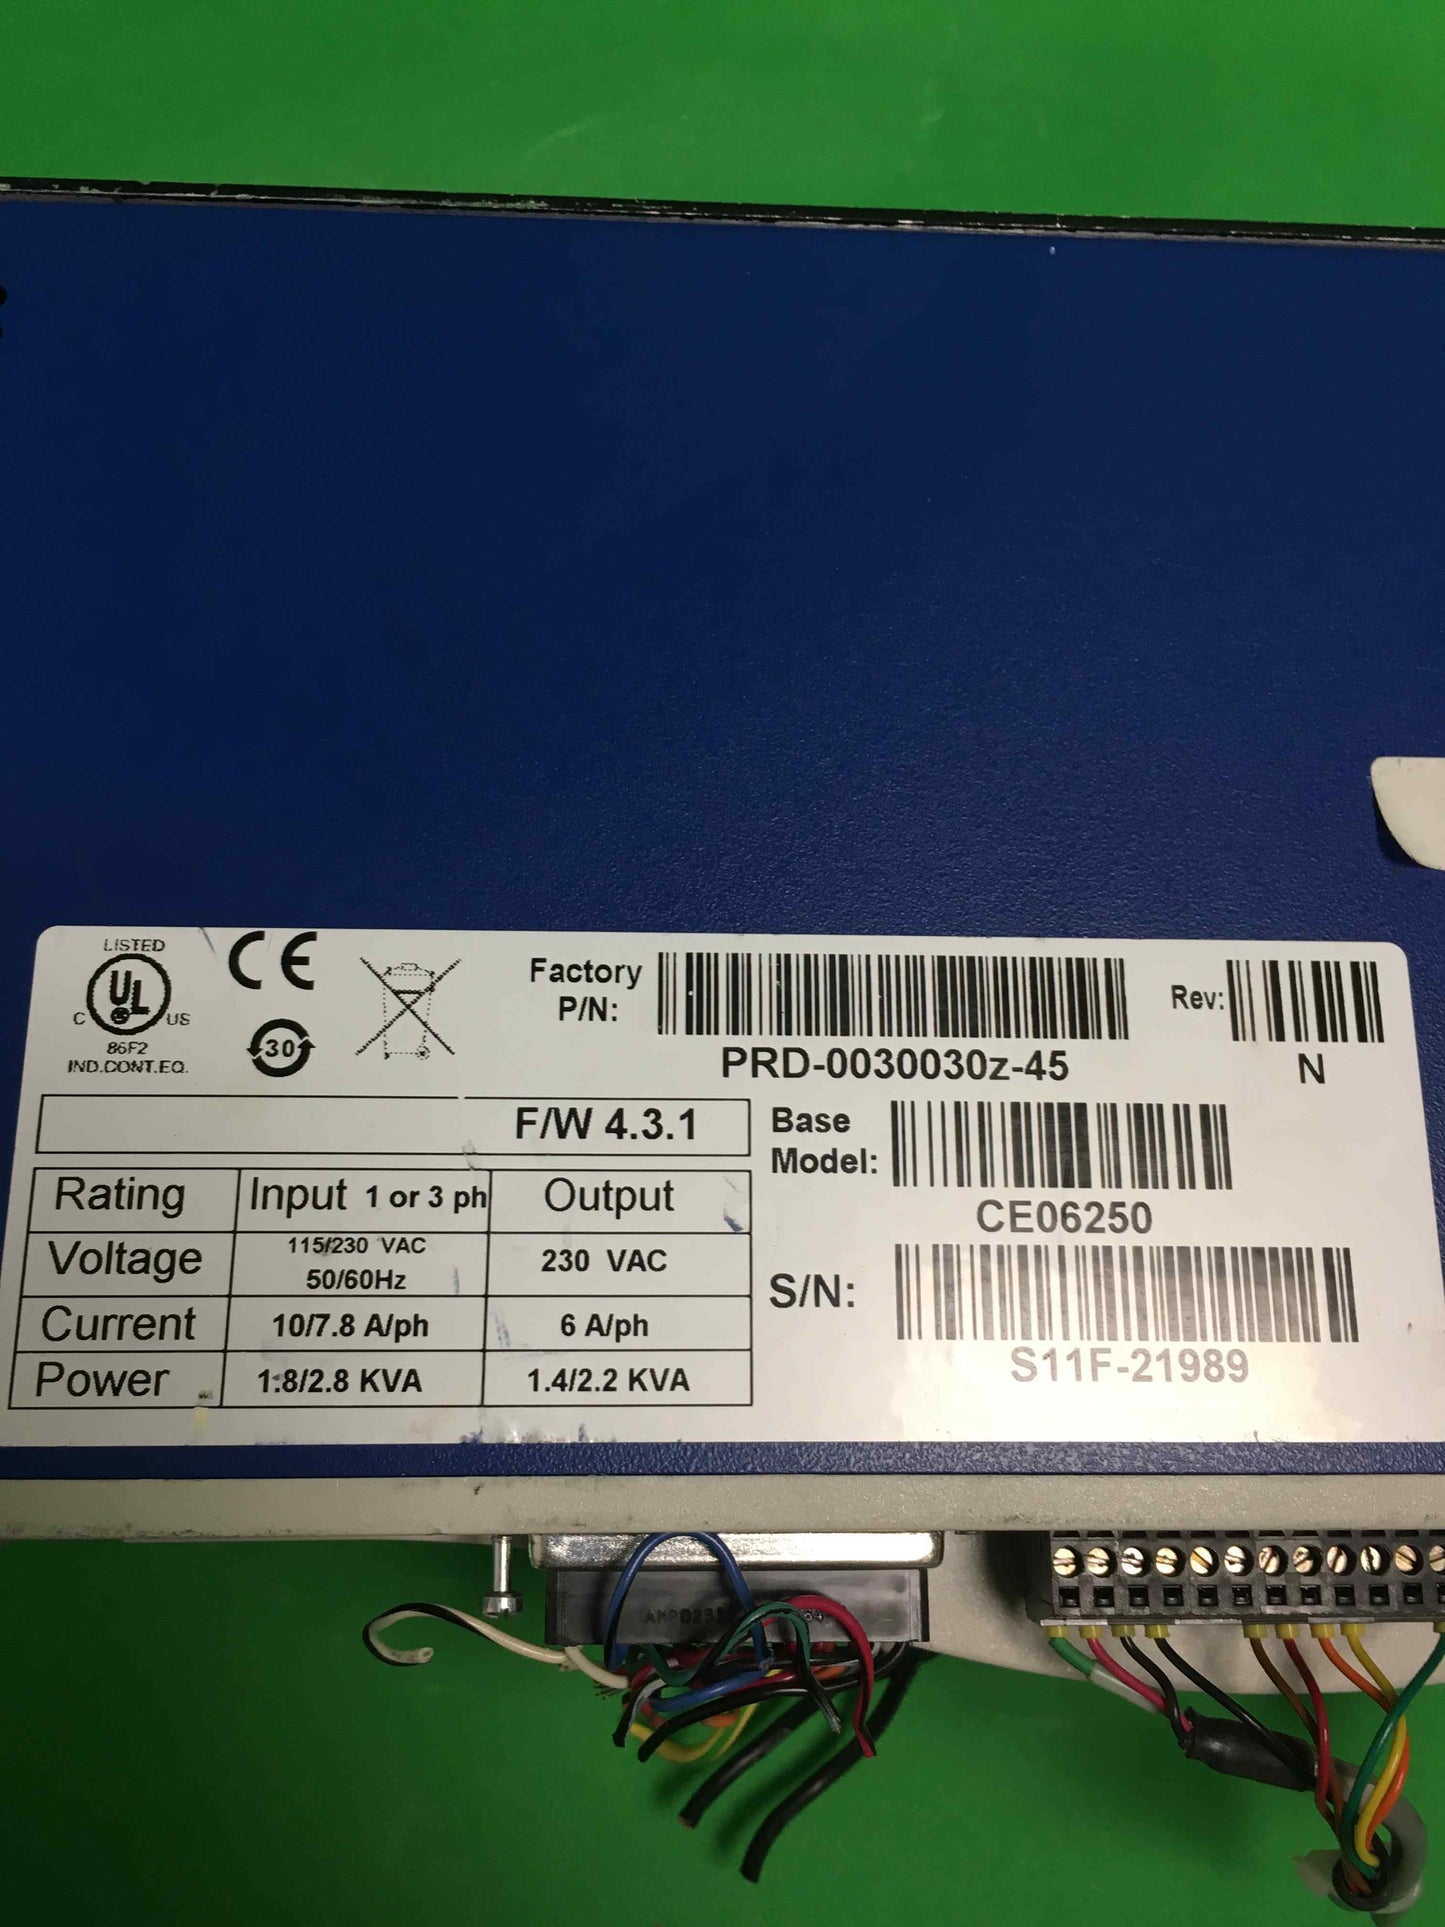 LISTED
UL
C US
86F2
IND.CONT.EQ.
CE
30
Factory
P/N:
PRD-0030030z-45
Rev:
N
F/W 4.3.1
Base
Model:
CE06250
Rating Input 1 or 3 ph Output
Voltage 115/230 VAC
50/60Hz 230 VAC
Current 10/7.8 A/ph 6 A/ph
Power 1.8/2.8 KVA 1.4/2.2 KVA
S/N:
S11F-21989